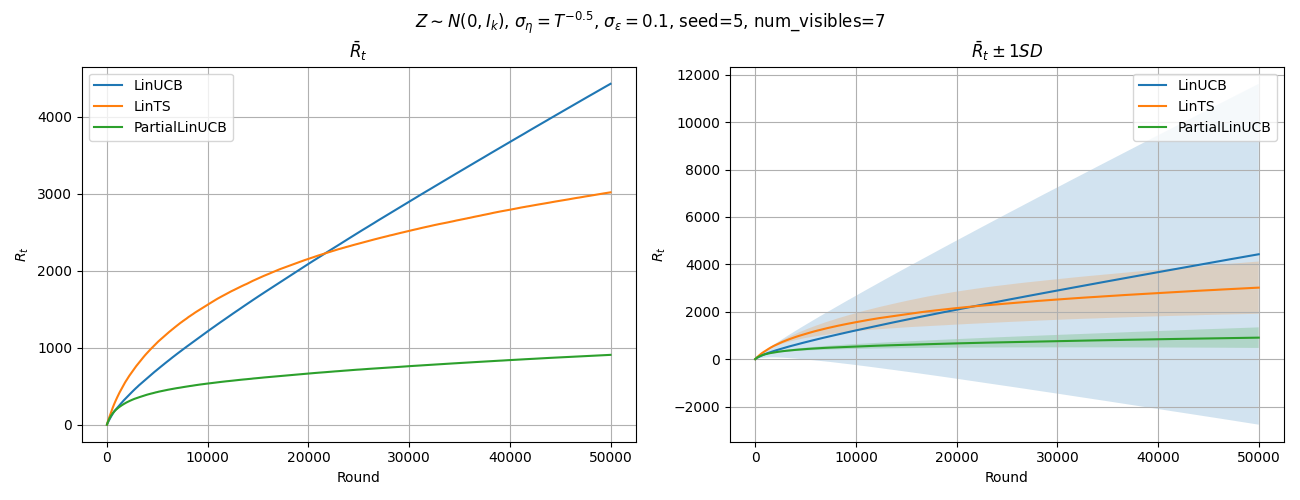 Z ∼ N(0, I_k), σ_η = T^{−0.5}, σ_ε = 0.1, seed=5, num_visibles=7
R̄_t
LinUCB
LinTS
PartialLinUCB
4000
3000
2000
1000
0
R_t
0 10000 20000 30000 40000 50000
Round
R̄_t ± 1SD
LinUCB
LinTS
PartialLinUCB
12000
10000
8000
6000
4000
2000
0
−2000
R_t
0 10000 20000 30000 40000 50000
Round